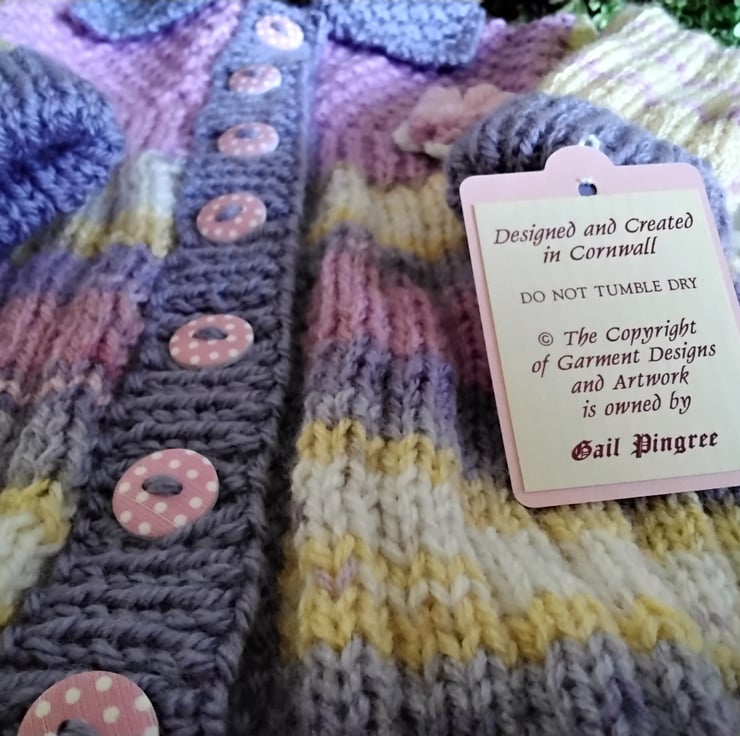 Designed and Created
in Cornwall
DO NOT TUMBLE DRY
© The Copyright
of Garment Designs
and Artwork
is owned by
Gail Pingree